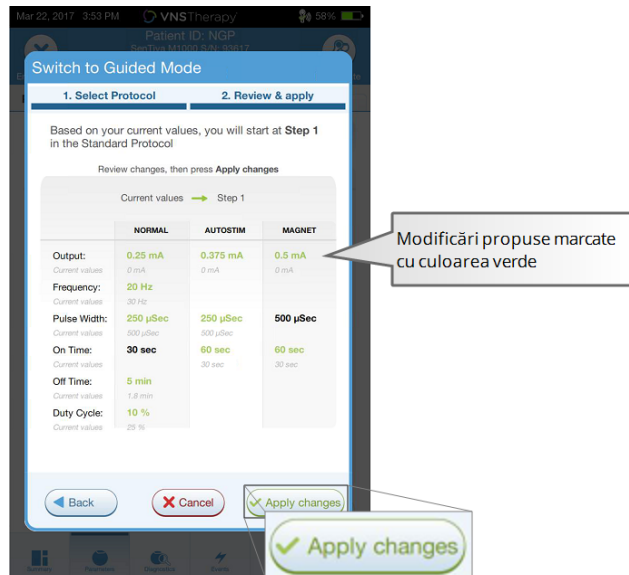 Mar 22, 2017 3:53 PM VNSTherapy 58%
Patient ID: NGP
SenTiva M1000 S/N: 93617
Switch to Guided Mode
1. Select Protocol 2. Review & apply
Based on your current values, you will start at Step 1
in the Standard Protocol
Review changes, then press Apply changes
Current values Step 1
NORMAL AUTOSTIM MAGNET
Output: 0.25 mA 0.375 mA 0.5 mA
Current values 0 mA 0 mA 0 mA
Frequency: 20 Hz
Current values 30 Hz
Pulse Width: 250 µSec 250 µSec 500 µSec
Current values 500 µSec 500 µSec
On Time: 30 sec 60 sec 60 sec
Current values 30 sec 30 sec
Off Time: 5 min
Current values 1.8 min
Duty Cycle: 10 %
Current values 25 %
Back Cancel Apply changes
Apply changes
Summary Parameters Diagnostics Events
Modificări propuse marcate
cu culoarea verde